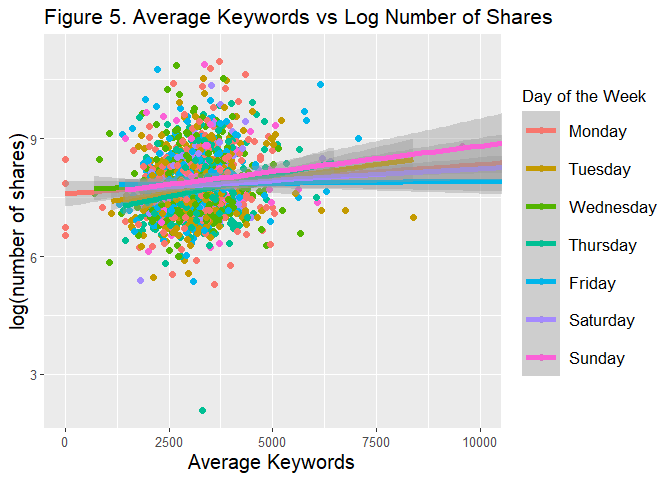 Figure 5. Average Keywords vs Log Number of Shares
log(number of shares)
9
6
3
0
2500
5000
7500
10000
Average Keywords
Day of the Week
Monday
Tuesday
Wednesday
Thursday
Friday
Saturday
Sunday